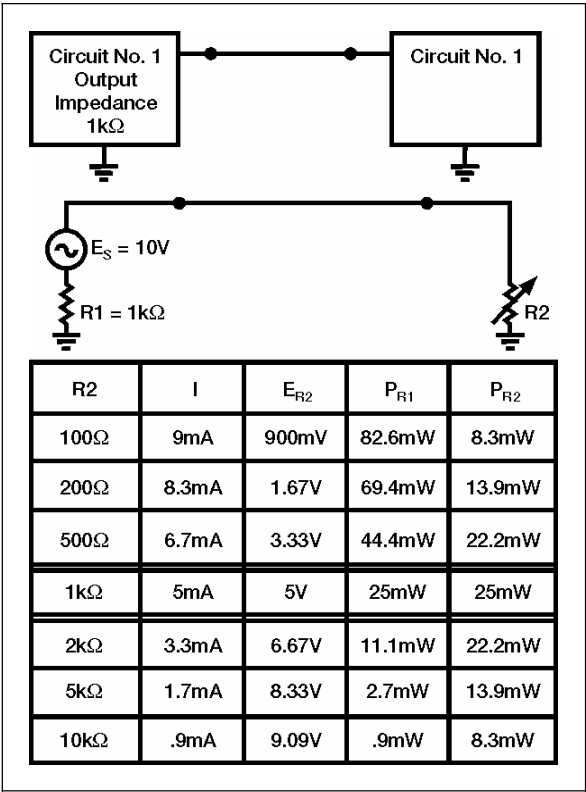 Circuit No. 1
Output
Impedance
1kΩ
Circuit No. 1
E_S = 10V
R1 = 1kΩ
R2
R2 I E_R2 P_R1 P_R2
100Ω 9mA 900mV 82.6mW 8.3mW
200Ω 8.3mA 1.67V 69.4mW 13.9mW
500Ω 6.7mA 3.33V 44.4mW 22.2mW
1kΩ 5mA 5V 25mW 25mW
2kΩ 3.3mA 6.67V 11.1mW 22.2mW
5kΩ 1.7mA 8.33V 2.7mW 13.9mW
10kΩ .9mA 9.09V .9mW 8.3mW